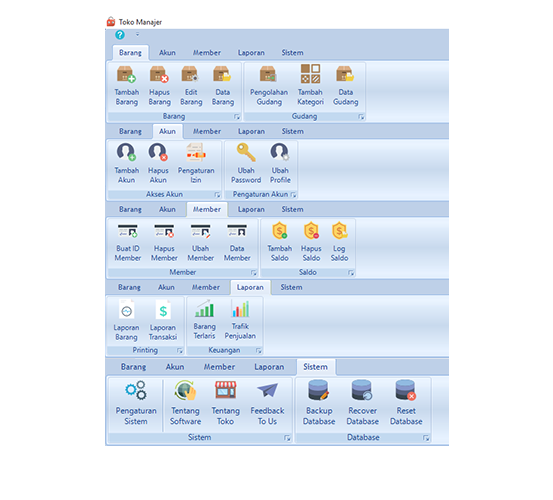 Toko Manajer
Barang Akun Member Laporan Sistem
Tambah Hapus Edit Data Pengolahan Tambah Data
Barang Barang Barang Barang Gudang Kategori Gudang
Barang Gudang
Barang Akun Member Laporan Sistem
Tambah Hapus Pengaturan Ubah Ubah
Akun Akun Izin Password Profile
Akses Akun Pengaturan Akun
Barang Akun Member Laporan Sistem
Buat ID Hapus Ubah Data Tambah Hapus Log
Member Member Member Member Saldo Saldo Saldo
Member Saldo
Barang Akun Member Laporan Sistem
Laporan Laporan Barang Trafik
Barang Transaksi Terlaris Penjualan
Printing Keuangan
Barang Akun Member Laporan Sistem
Pengaturan Tentang Tentang Feedback Backup Recover Reset
Sistem Software Toko To Us Database Database Database
Sistem Database